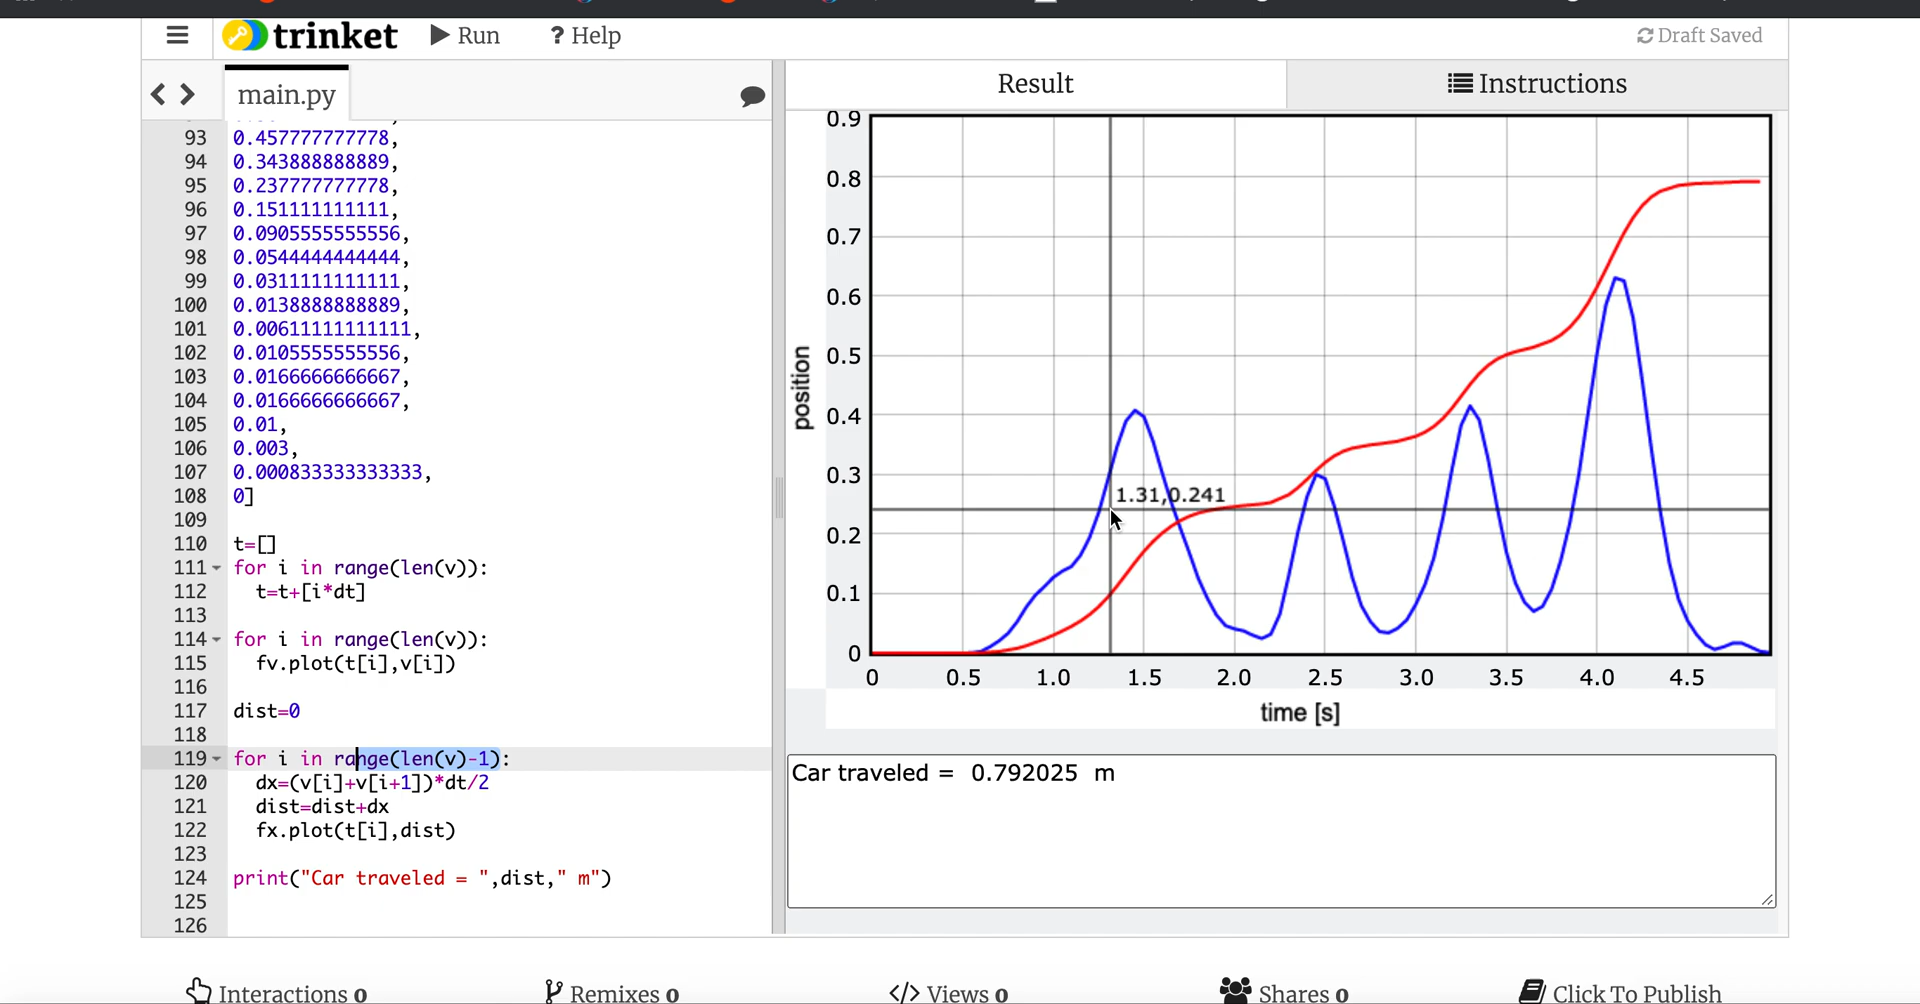 trinket
Run
? Help
Draft Saved
main.py
Result
Instructions
93 0.457777777778,
94 0.343888888889,
95 0.237777777778,
96 0.151111111111,
97 0.0905555555556,
98 0.0544444444444,
99 0.0311111111111,
100 0.0138888888889,
101 0.00611111111111,
102 0.0105555555556,
103 0.0166666666667,
104 0.0166666666667,
105 0.01,
106 0.003,
107 0.000833333333333,
108 0]
109
110 t=[]
111 for i in range(len(v)):
112 t=t+[i*dt]
113
114 for i in range(len(v)):
115 fv.plot(t[i],v[i])
116
117 dist=0
118
119 for i in range(len(v)-1):
120 dx=(v[i]+v[i+1])*dt/2
121 dist=dist+dx
122 fx.plot(t[i],dist)
123
124 print("Car traveled = ",dist," m")
125
126
0.9
0.8
0.7
0.6
0.5
0.4
0.3
0.2
0.1
0
position
1.31,0.241
0 0.5 1.0 1.5 2.0 2.5 3.0 3.5 4.0 4.5
time [s]
Car traveled = 0.792025 m
Interactions 0
Remixes 0
</> Views 0
Shares 0
Click To Publish